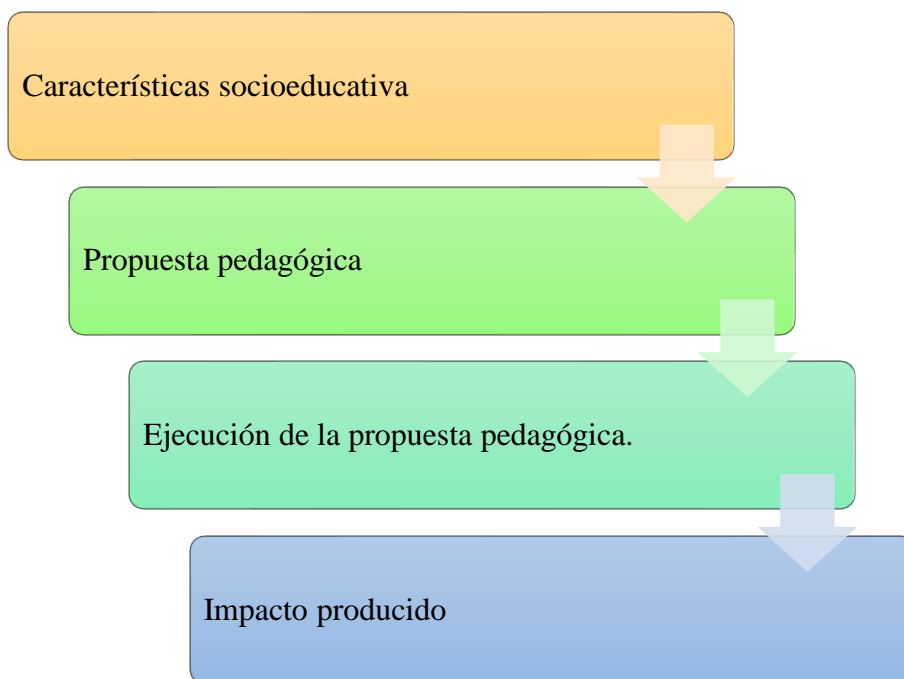 Características socioeducativa
Propuesta pedagógica
Ejecución de la propuesta pedagógica.
Impacto producido